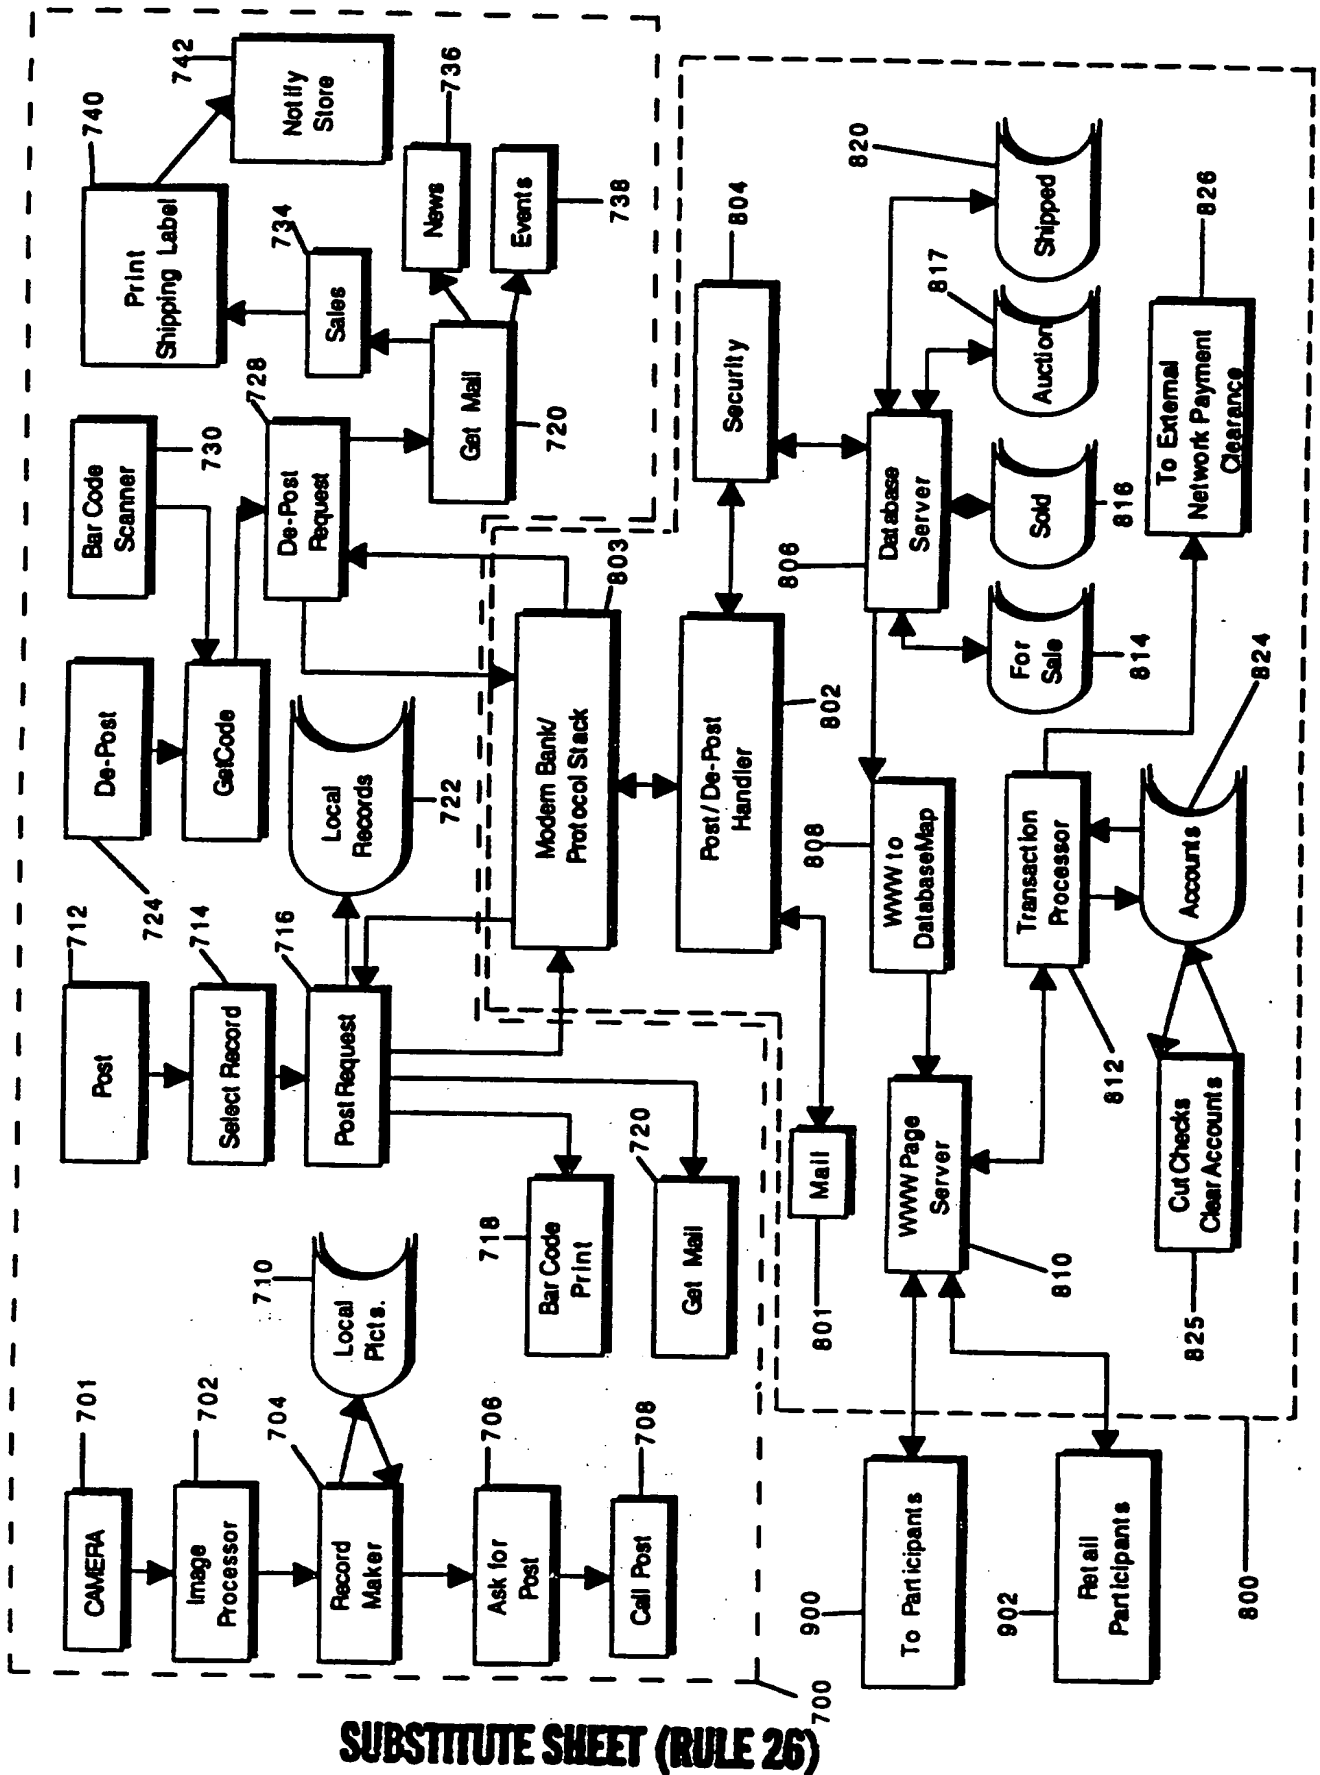 CAMERA
701
Image
Processor
702
Record
Maker
704
Local
Picts.
710
Ask for
Post
706
Call Post
708
Post
712
Select Record
714
Post Request
716
Local
Records
722
Bar Code
Print
718
Get Mail
720
De-Post
724
GetCode
Bar Code
Scanner
730
De-Post
Request
728
Get Mail
720
Sales
734
News
736
Events
738
Print
Shipping Label
740
Notify
Store
742
700
Modem Bank/
Protocol Stack
803
Post / De-Post
Handler
802
Security
804
Mail
801
Database
Server
806
WWW to
DatabaseMap
808
WWW Page
Server
810
Transaction
Processor
812
For
Sale
814
Sold
816
Auction
817
Shipped
820
Accounts
824
Cut Checks
Clear Accounts
825
To External
Network Payment
Clearance
826
800
To Participants
900
Retail
Participants
902
SUBSTITUTE SHEET (RULE 26)